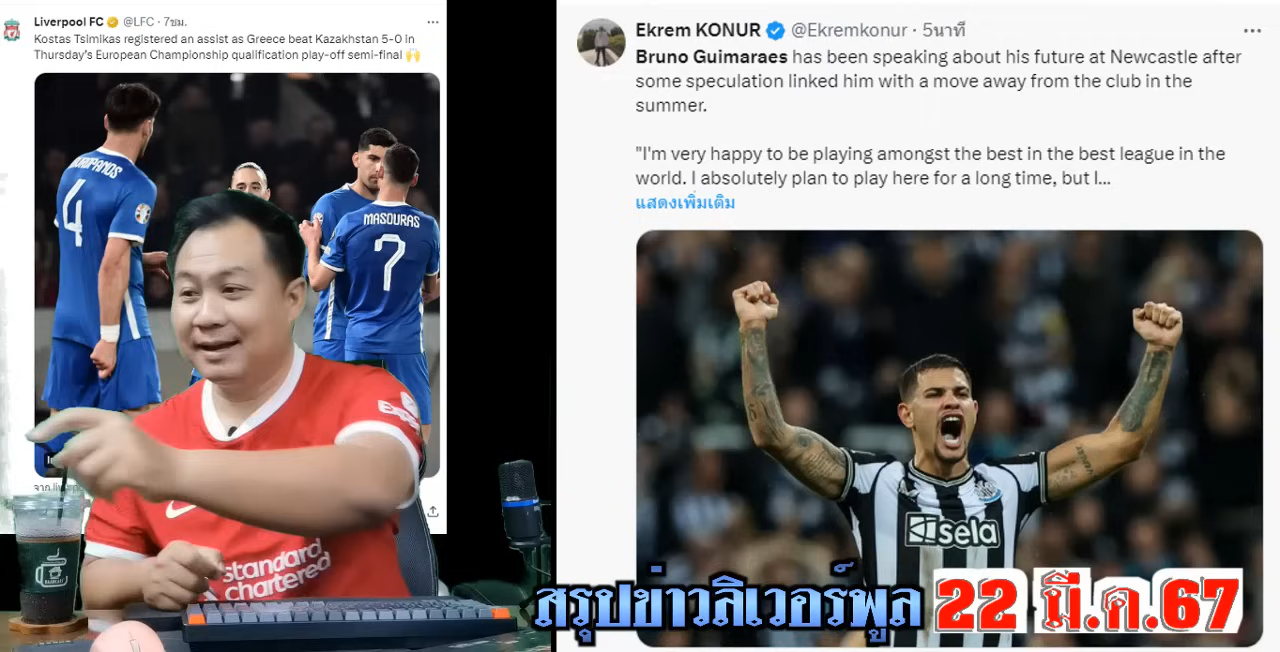 Liverpool FC @LFC · 7ชม.
Kostas Tsimikas registered an assist as Greece beat Kazakhstan 5-0 in
Thursday's European Championship qualification play-off semi-final 🙌
4
MASOURAS
7
standard
chartered
Ekrem KONUR @Ekremkonur · 5นาที
Bruno Guimaraes has been speaking about his future at Newcastle after
some speculation linked him with a move away from the club in the
summer.
"I'm very happy to be playing amongst the best in the best league in the
world. I absolutely plan to play here for a long time, but I...
แสดงเพิ่มเติม
sela
สรุปข่าวลิเวอร์พูล 22 มี.ค.67